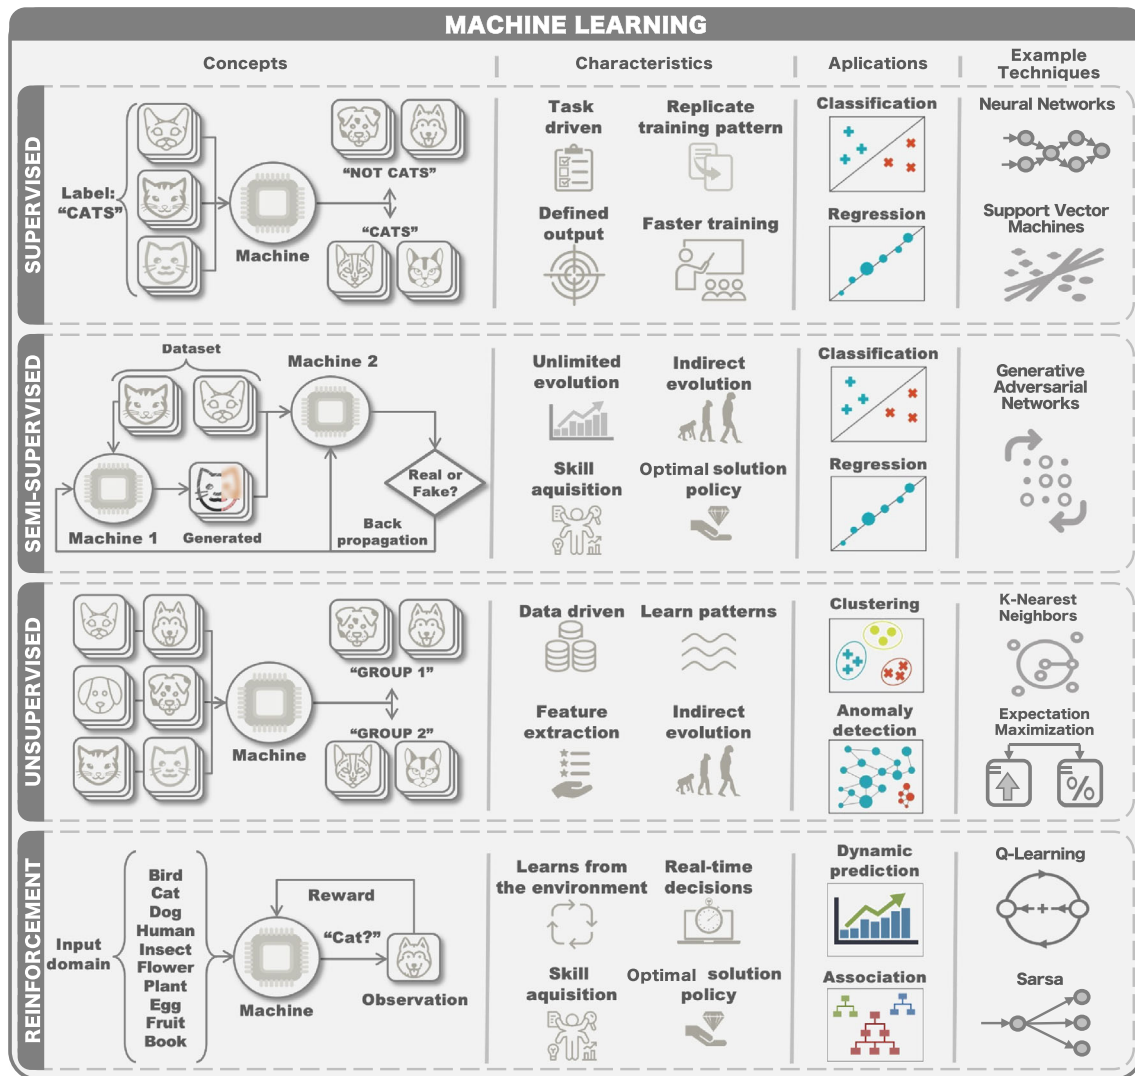 MACHINE LEARNING
Concepts
Characteristics
Aplications
Example
Techniques
SUPERVISED
Label:
“CATS”
Machine
“NOT CATS”
“CATS”
Task
driven
Replicate
training pattern
Defined
output
Faster training
Classification
Regression
Neural Networks
Support Vector
Machines
SEMI-SUPERVISED
Dataset
Machine 2
Machine 1
Generated
Real or
Fake?
Back
propagation
Unlimited
evolution
Indirect
evolution
Skill
aquisition
Optimal solution
policy
Classification
Regression
Generative
Adversarial
Networks
UNSUPERVISED
Machine
“GROUP 1”
“GROUP 2”
Data driven
Learn patterns
Feature
extraction
Indirect
evolution
Clustering
Anomaly
detection
K-Nearest
Neighbors
Expectation
Maximization
%
REINFORCEMENT
Input
domain
Bird
Cat
Dog
Human
Insect
Flower
Plant
Egg
Fruit
Book
Machine
Reward
“Cat?”
Observation
Learns from
the environment
Real-time
decisions
Skill
aquisition
Optimal solution
policy
Dynamic
prediction
Association
Q-Learning
Sarsa